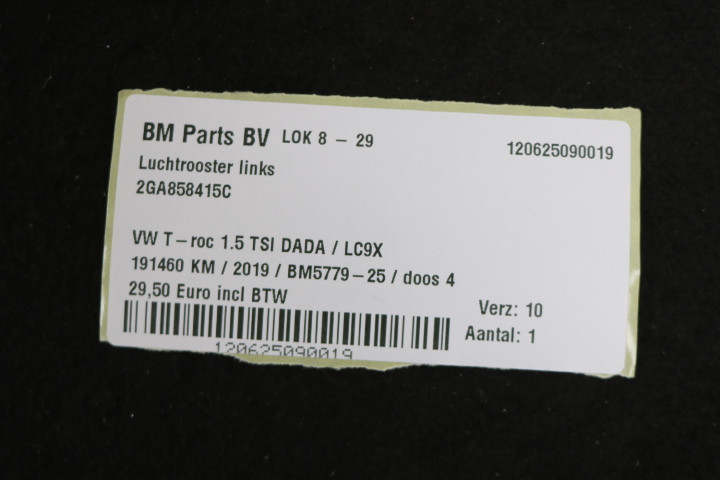 BM Parts BV LOK 8 - 29
120625090019
Luchtrooster links
2GA858415C
VW T-roc 1.5 TSI DADA / LC9X
191460 KM / 2019 / BM5779-25 / doos 4
29,50 Euro incl BTW
Verz: 10
Aantal: 1
120625090019